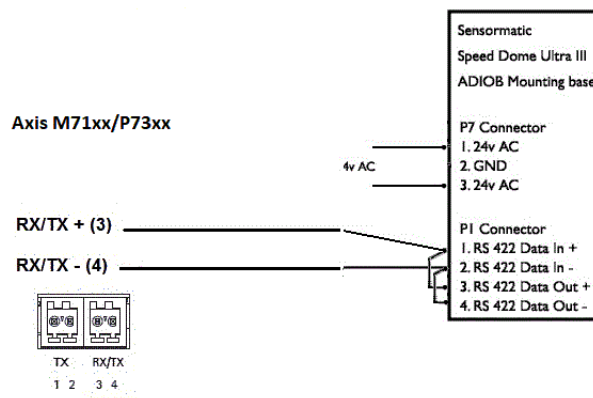 Sensormatic
Speed Dome Ultra III
ADIOB Mounting base
Axis M71xx/P73xx
P7 Connector
1. 24v AC
4v AC
2. GND
3. 24v AC
RX/TX + (3)
P1 Connector
1. RS 422 Data In +
RX/TX - (4)
2. RS 422 Data In -
3. RS 422 Data Out +
4. RS 422 Data Out -
TX RX/TX
1 2 3 4